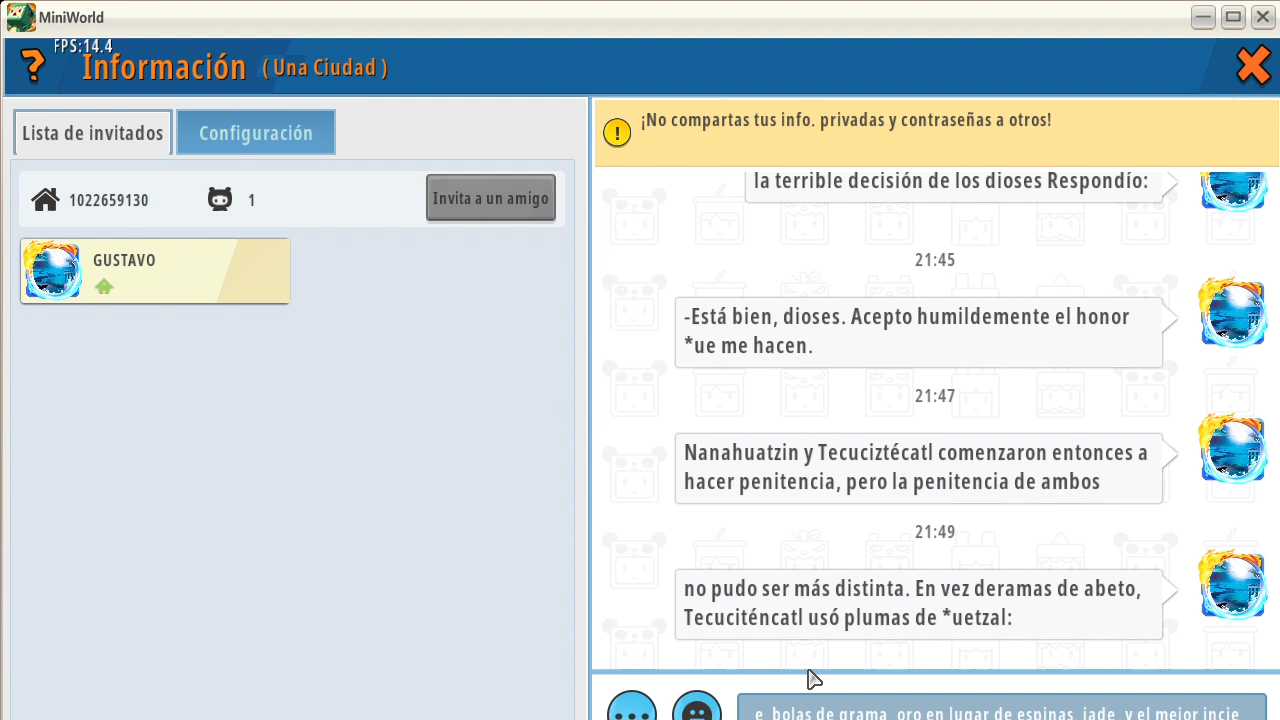 MiniWorld
FPS:14.4
Información
( Una Ciudad )
Lista de invitados
Configuración
1022659130
1
Invita a un amigo
GUSTAVO
¡No compartas tus info. privadas y contraseñas a otros!
la terrible decisión de los dioses Respondío:
21:45
-Está bien, dioses. Acepto humildemente el honor
*ue me hacen.
21:47
Nanahuatzin y Tecuciztécatl comenzaron entonces a
hacer penitencia, pero la penitencia de ambos
21:49
no pudo ser más distinta. En vez deramas de abeto,
Tecuciténcatl usó plumas de *uetzal:
e bolas de grama oro en lugar de espinas jade y el mejor incie